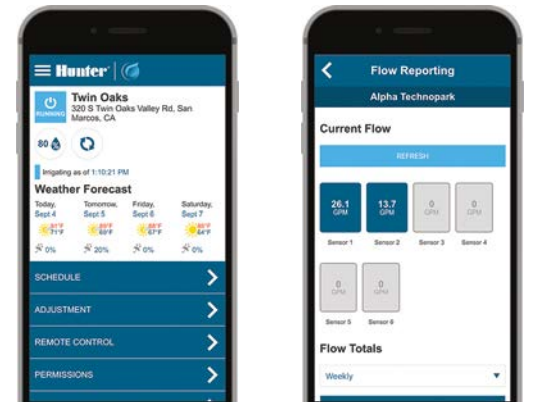 Hunter
Twin Oaks
320 S Twin Oaks Valley Rd, San
Marcos, CA
RUNNING
80
Irrigating as of 1:10:21 PM
Weather Forecast
Today, Tomorrow, Friday, Saturday,
Sept 4 Sept 5 Sept 6 Sept 7
0% 20% 0% 0%
SCHEDULE
ADJUSTMENT
REMOTE CONTROL
PERMISSIONS
Flow Reporting
Alpha Technopark
Current Flow
REFRESH
26.1 13.7 0 0
GPM GPM GPM GPM
Sensor 1 Sensor 2 Sensor 3 Sensor 4
0 0
GPM GPM
Sensor 5 Sensor 6
Flow Totals
Weekly